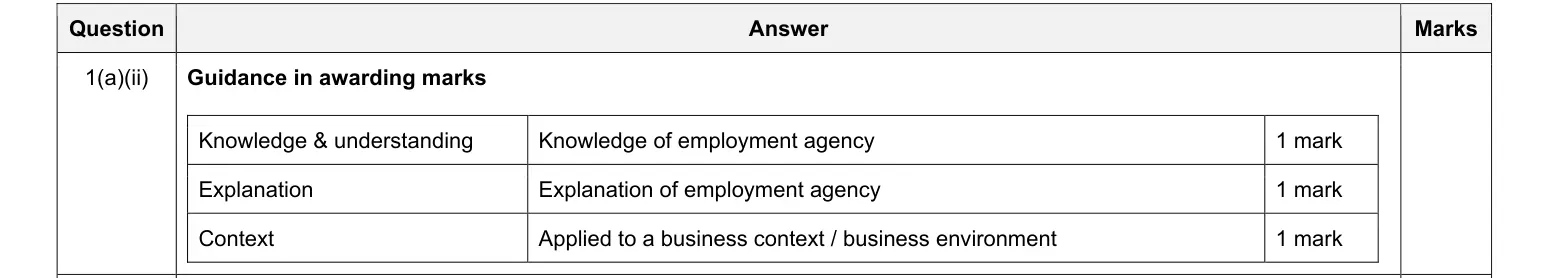 Question Answer Marks
1(a)(ii) Guidance in awarding marks
Knowledge & understanding Knowledge of employment agency 1 mark
Explanation Explanation of employment agency 1 mark
Context Applied to a business context / business environment 1 mark